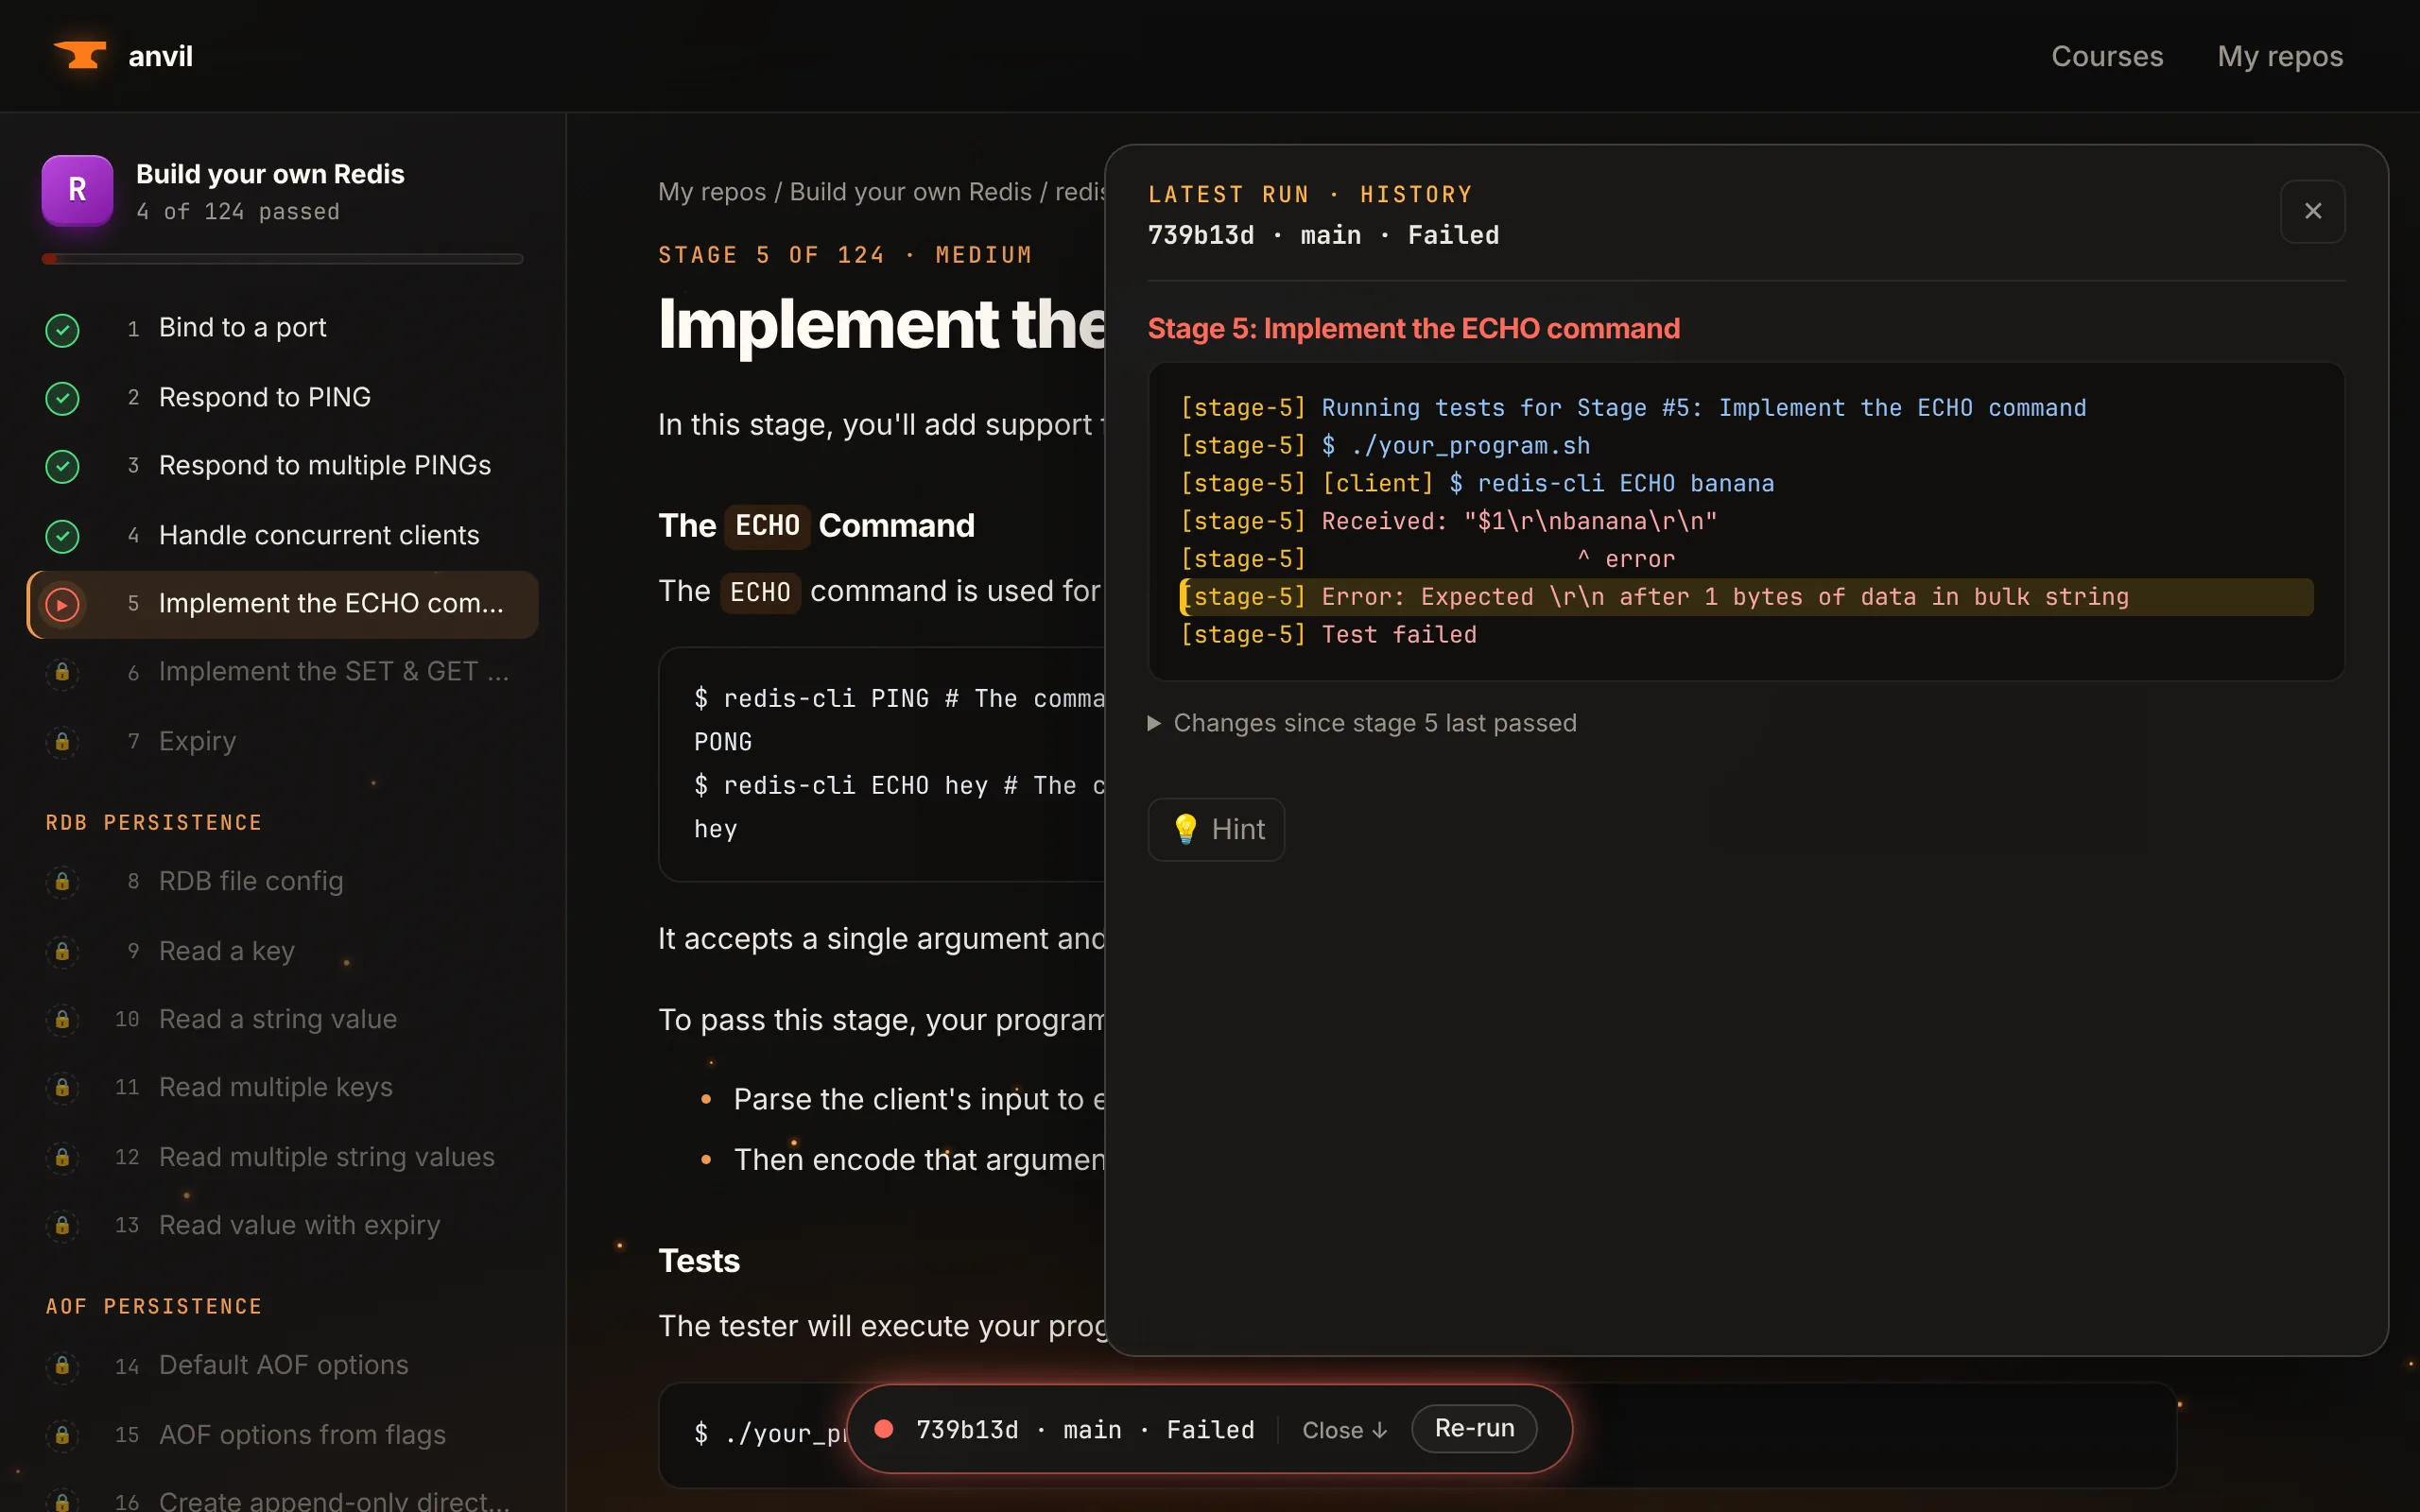 anvil
Courses
My repos
R
Build your own Redis
4 of 124 passed
1 Bind to a port
2 Respond to PING
3 Respond to multiple PINGs
4 Handle concurrent clients
5 Implement the ECHO com...
6 Implement the SET & GET ...
7 Expiry
RDB PERSISTENCE
8 RDB file config
9 Read a key
10 Read a string value
11 Read multiple keys
12 Read multiple string values
13 Read value with expiry
AOF PERSISTENCE
14 Default AOF options
15 AOF options from flags
16 Create append-only direct...
My repos / Build your own Redis / redis
STAGE 5 OF 124 · MEDIUM
Implement the
In this stage, you'll add support
The ECHO Command
The ECHO command is used for
$ redis-cli PING # The comma
PONG
$ redis-cli ECHO hey # The c
hey
It accepts a single argument and
To pass this stage, your program
• Parse the client's input to e
• Then encode that argumen
Tests
The tester will execute your prog
$ ./your_pr
LATEST RUN · HISTORY
739b13d · main · Failed
Stage 5: Implement the ECHO command
[stage-5] Running tests for Stage #5: Implement the ECHO command
[stage-5] $ ./your_program.sh
[stage-5] [client] $ redis-cli ECHO banana
[stage-5] Received: "$1\r\nbanana\r\n"
[stage-5]                   ^ error
[stage-5] Error: Expected \r\n after 1 bytes of data in bulk string
[stage-5] Test failed
Changes since stage 5 last passed
Hint
739b13d · main · Failed
Close ↓
Re-run